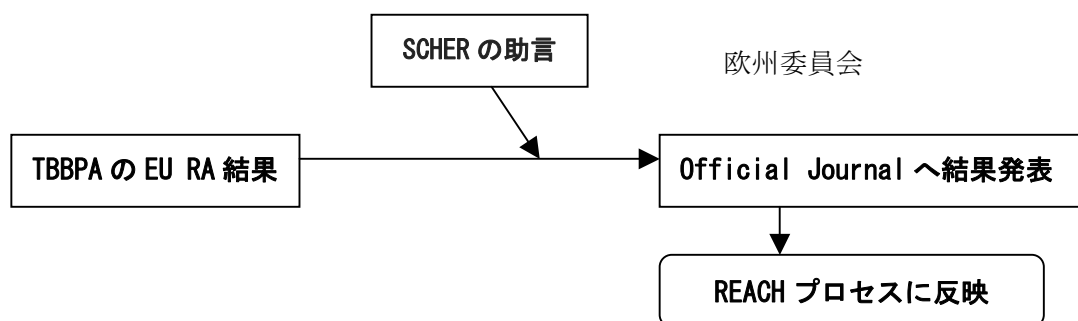 SCHER の助言
欧州委員会
TBBPA の EU RA 結果
Official Journal へ結果発表
REACH プロセスに反映